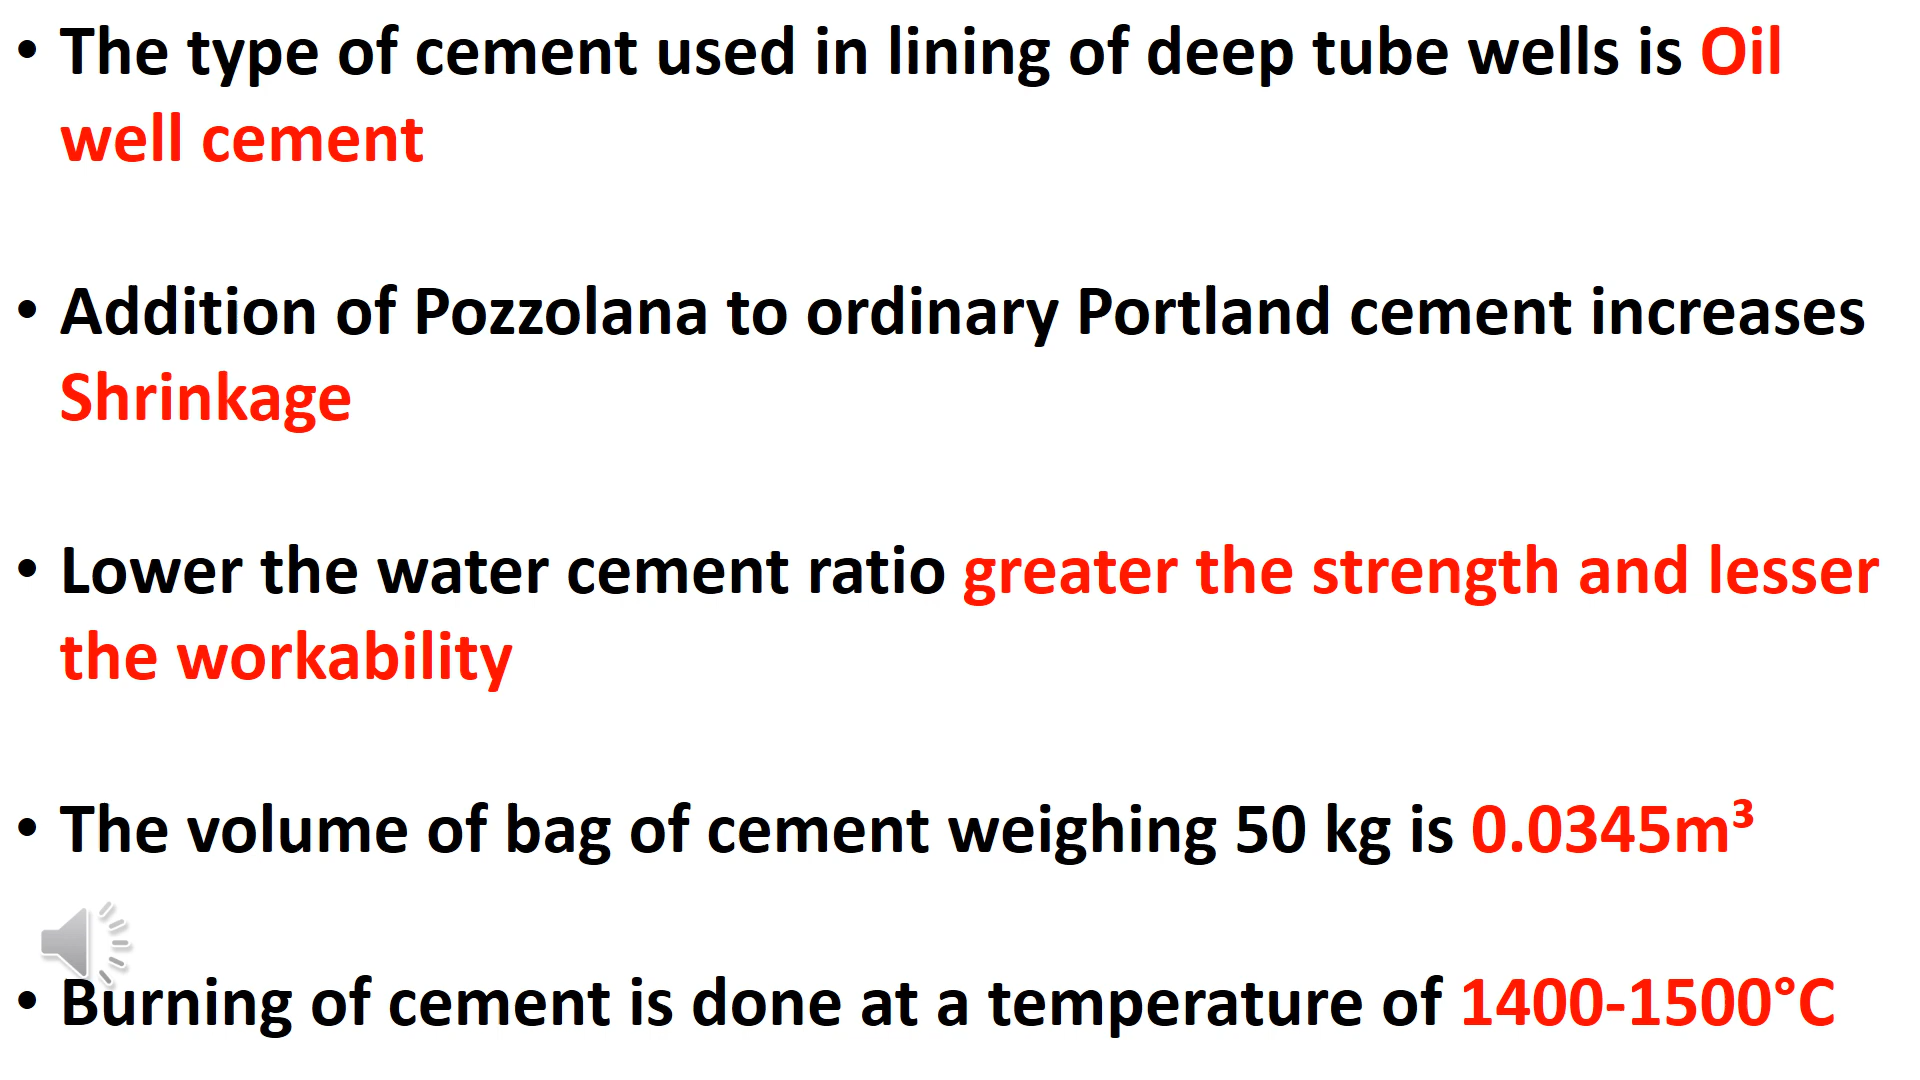 • The type of cement used in lining of deep tube wells is Oil
well cement
• Addition of Pozzolana to ordinary Portland cement increases
Shrinkage
• Lower the water cement ratio greater the strength and lesser
the workability
• The volume of bag of cement weighing 50 kg is 0.0345m³
• Burning of cement is done at a temperature of 1400-1500°C